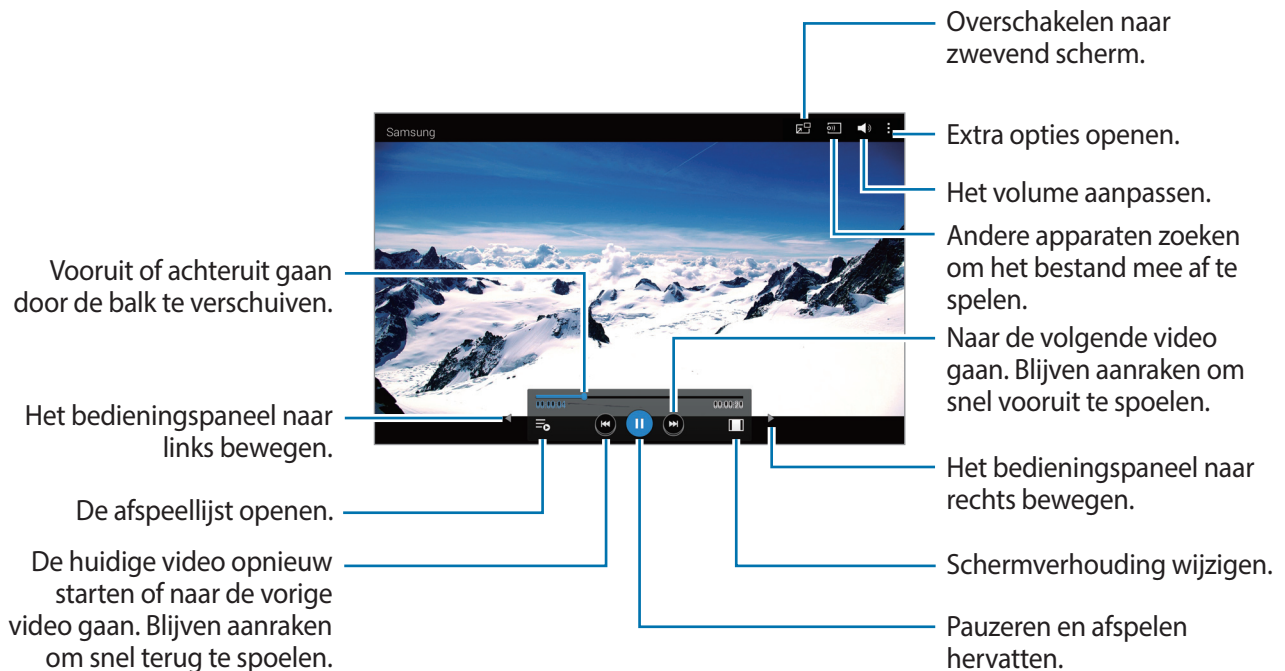 Overschakelen naar
zwevend scherm.
Samsung
Extra opties openen.
Het volume aanpassen.
Andere apparaten zoeken
om het bestand mee af te
spelen.
Vooruit of achteruit gaan
door de balk te verschuiven.
Naar de volgende video
gaan. Blijven aanraken om
snel vooruit te spoelen.
Het bedieningspaneel naar
links bewegen.
Het bedieningspaneel naar
rechts bewegen.
De afspeellijst openen.
De huidige video opnieuw
starten of naar de vorige
video gaan. Blijven aanraken
om snel terug te spoelen.
Schermverhouding wijzigen.
Pauzeren en afspelen
hervatten.